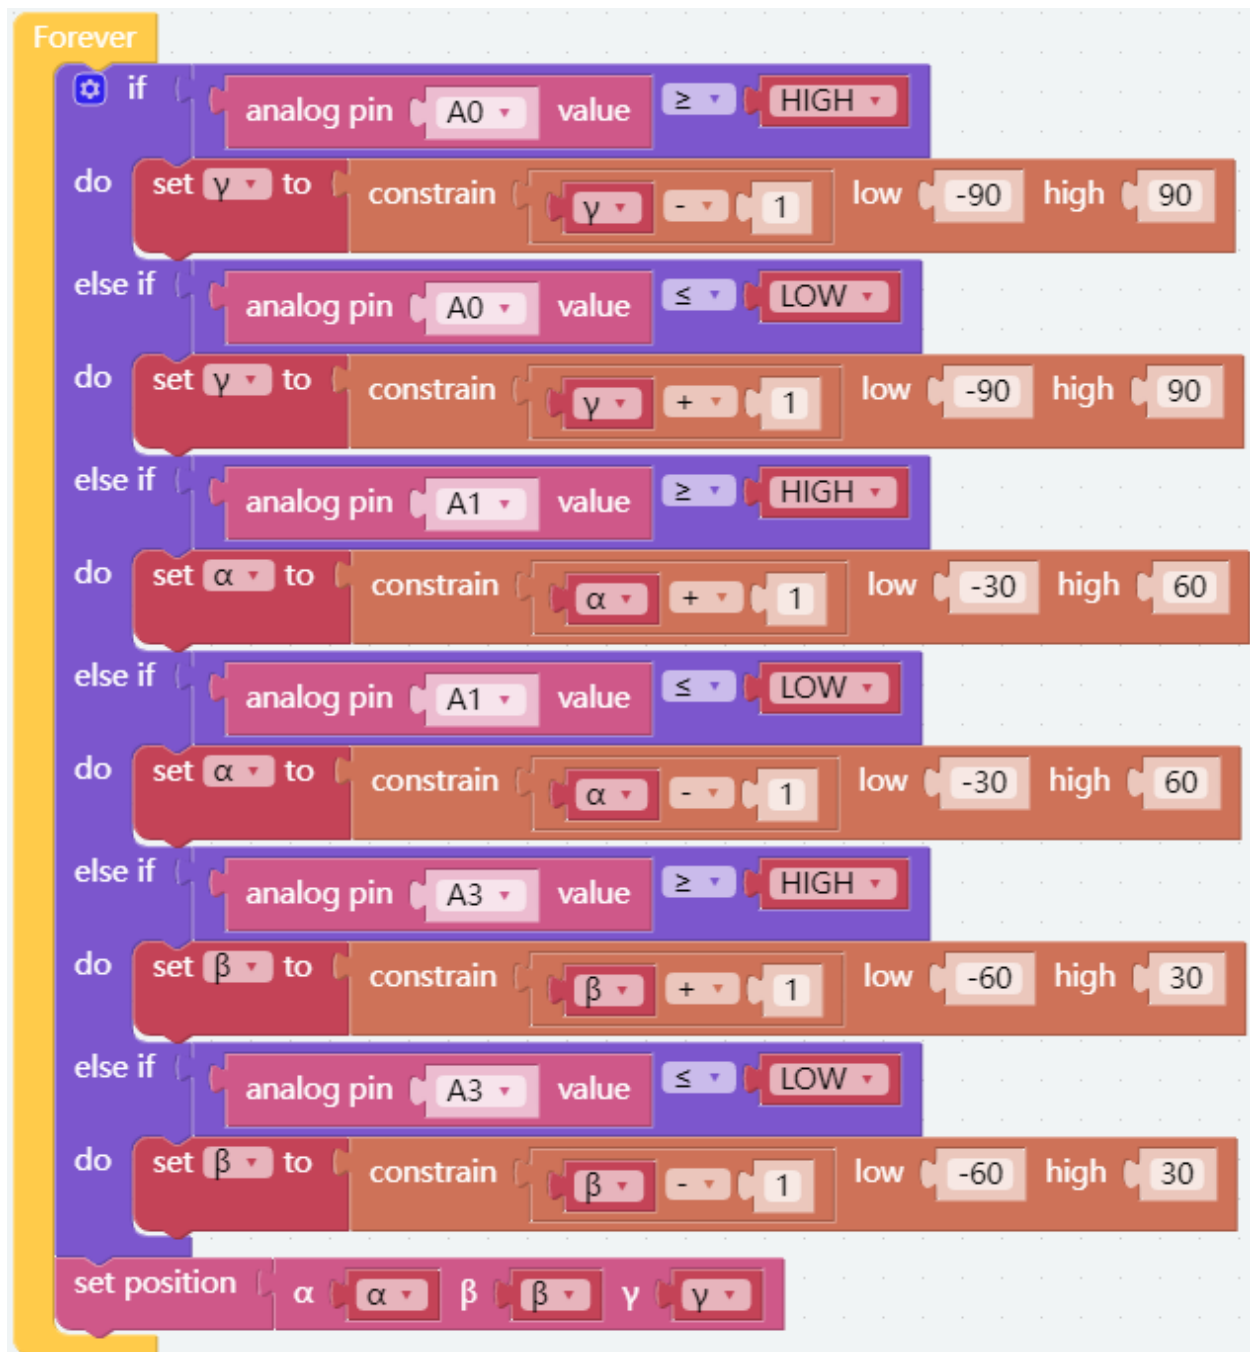 Forever
if analog pin A0 value ≥ HIGH
do set γ to constrain γ - 1 low -90 high 90
else if analog pin A0 value ≤ LOW
do set γ to constrain γ + 1 low -90 high 90
else if analog pin A1 value ≥ HIGH
do set α to constrain α + 1 low -30 high 60
else if analog pin A1 value ≤ LOW
do set α to constrain α - 1 low -30 high 60
else if analog pin A3 value ≥ HIGH
do set β to constrain β + 1 low -60 high 30
else if analog pin A3 value ≤ LOW
do set β to constrain β - 1 low -60 high 30
set position α α β β γ γ